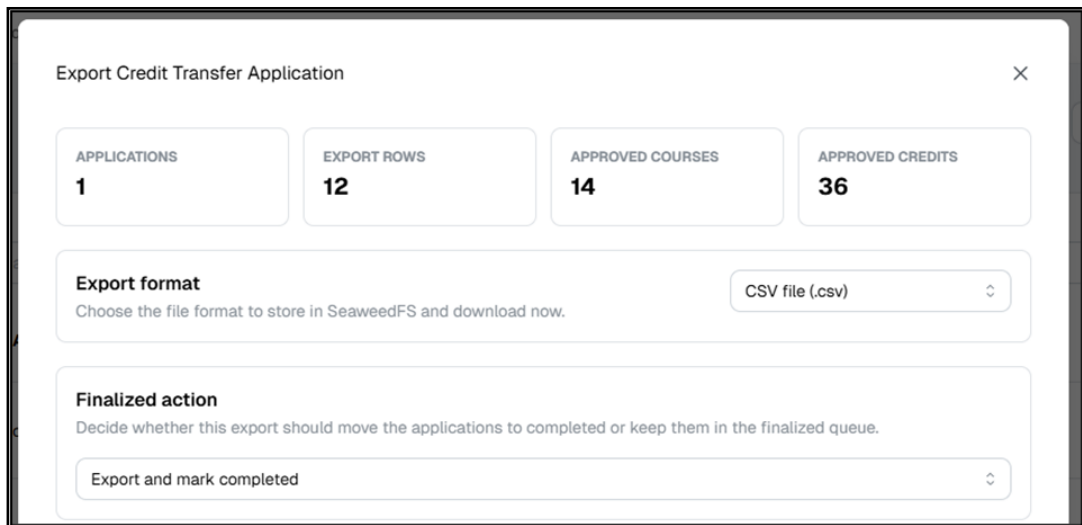 Export Credit Transfer Application
APPLICATIONS
1
EXPORT ROWS
12
APPROVED COURSES
14
APPROVED CREDITS
36
Export format
Choose the file format to store in SeaweedFS and download now.
CSV file (.csv)
Finalized action
Decide whether this export should move the applications to completed or keep them in the finalized queue.
Export and mark completed